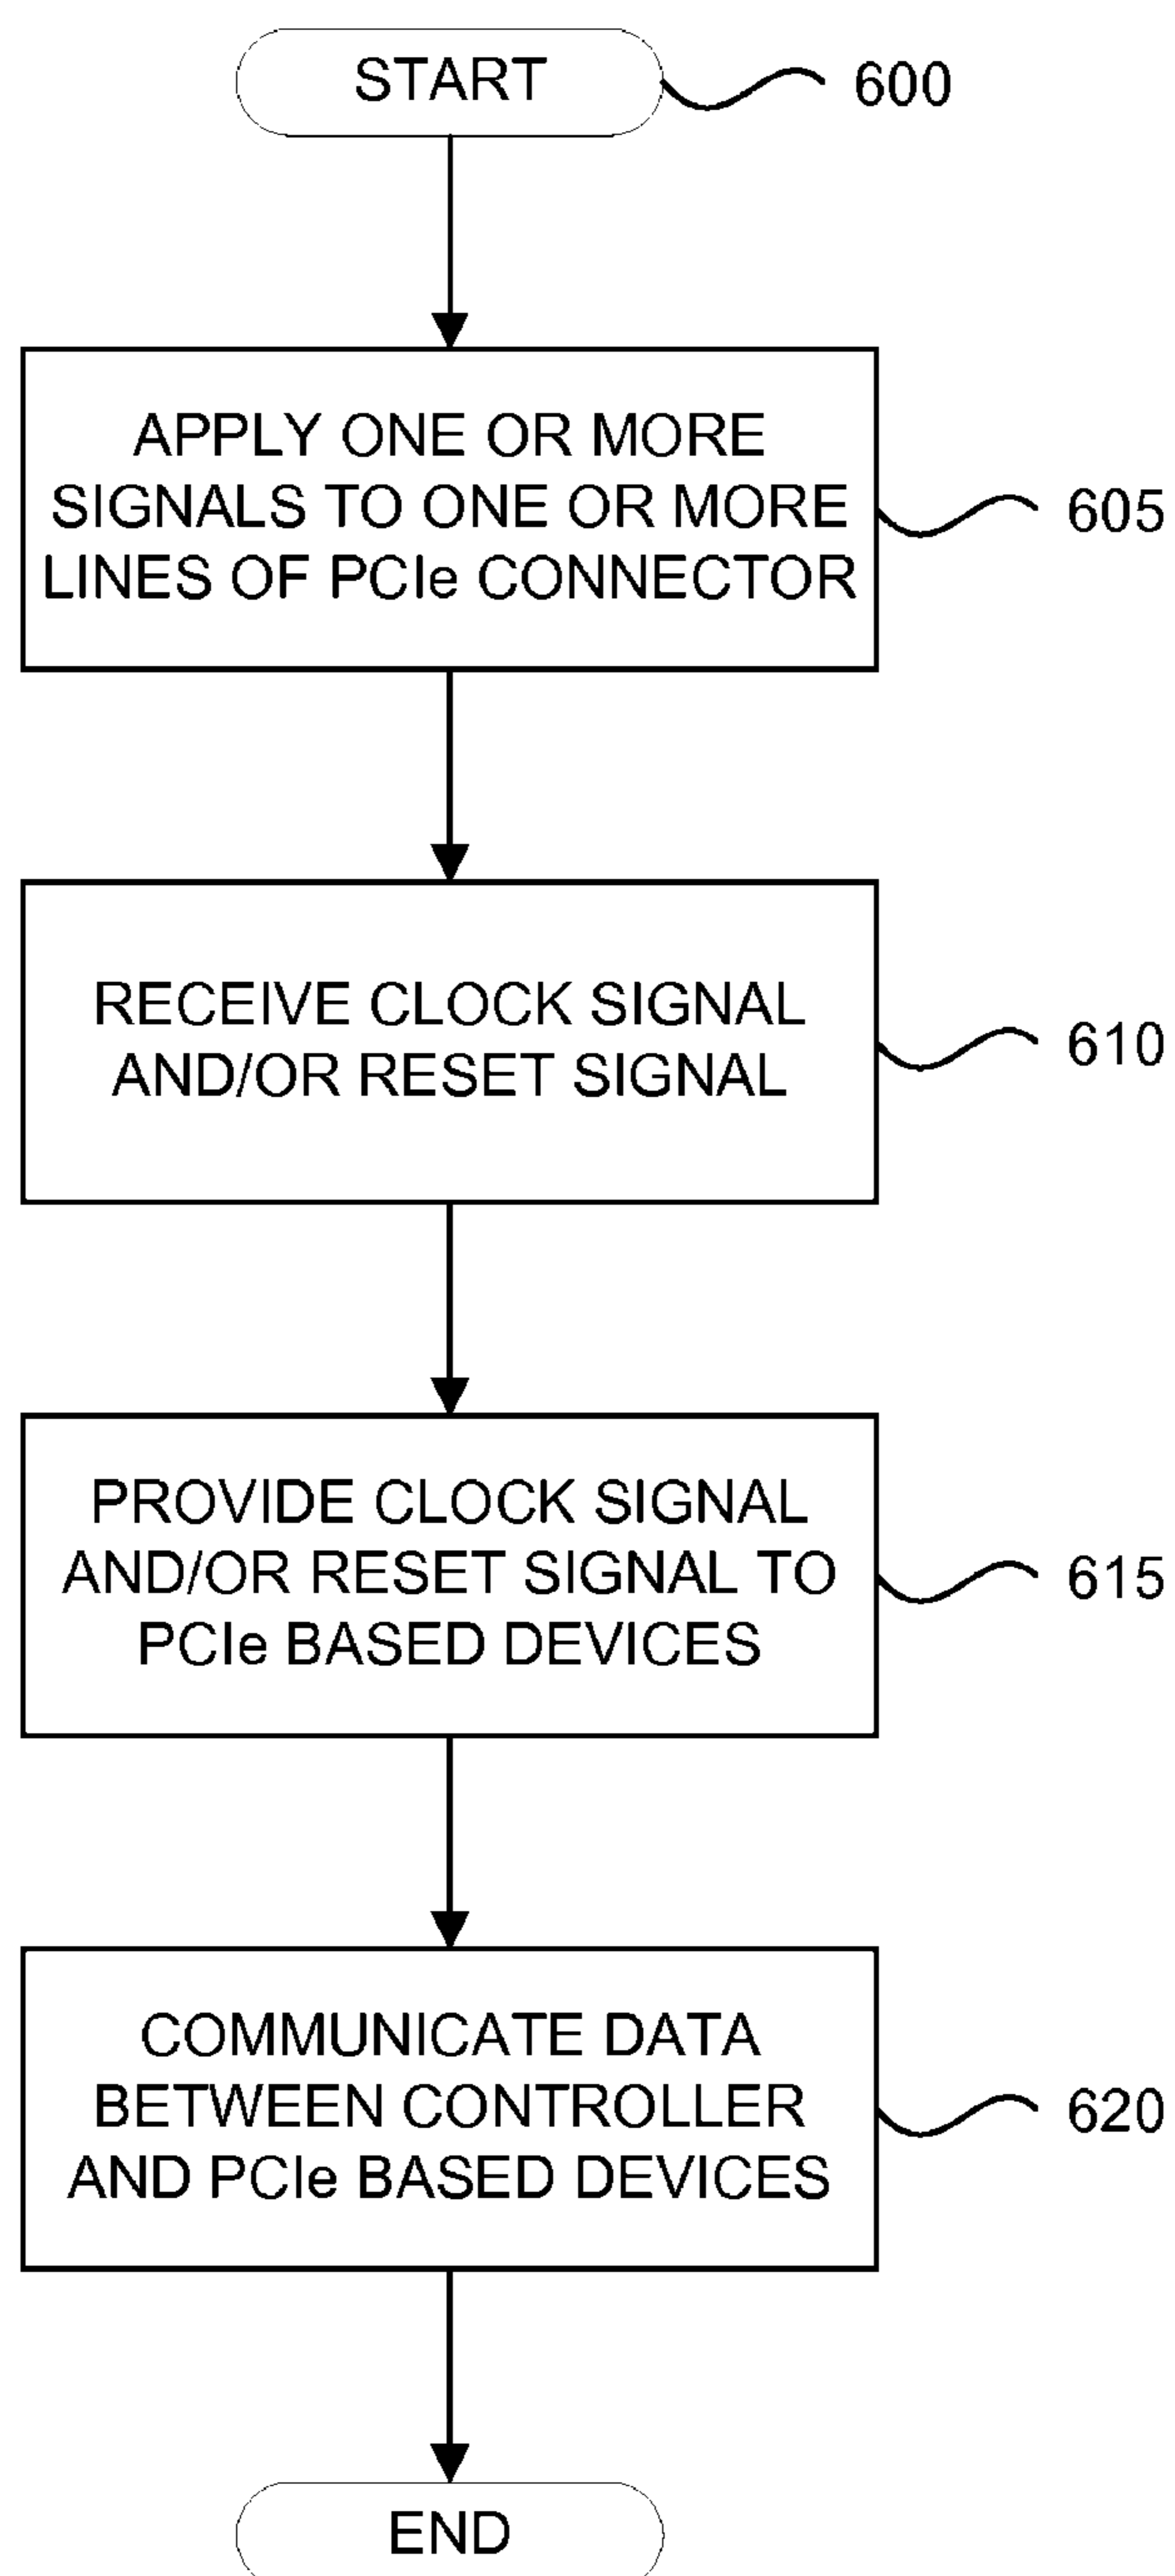 START
600
APPLY ONE OR MORE
SIGNALS TO ONE OR MORE
LINES OF PCIe CONNECTOR
605
RECEIVE CLOCK SIGNAL
AND/OR RESET SIGNAL
610
PROVIDE CLOCK SIGNAL
AND/OR RESET SIGNAL TO
PCIe BASED DEVICES
615
COMMUNICATE DATA
BETWEEN CONTROLLER
AND PCIe BASED DEVICES
620
END